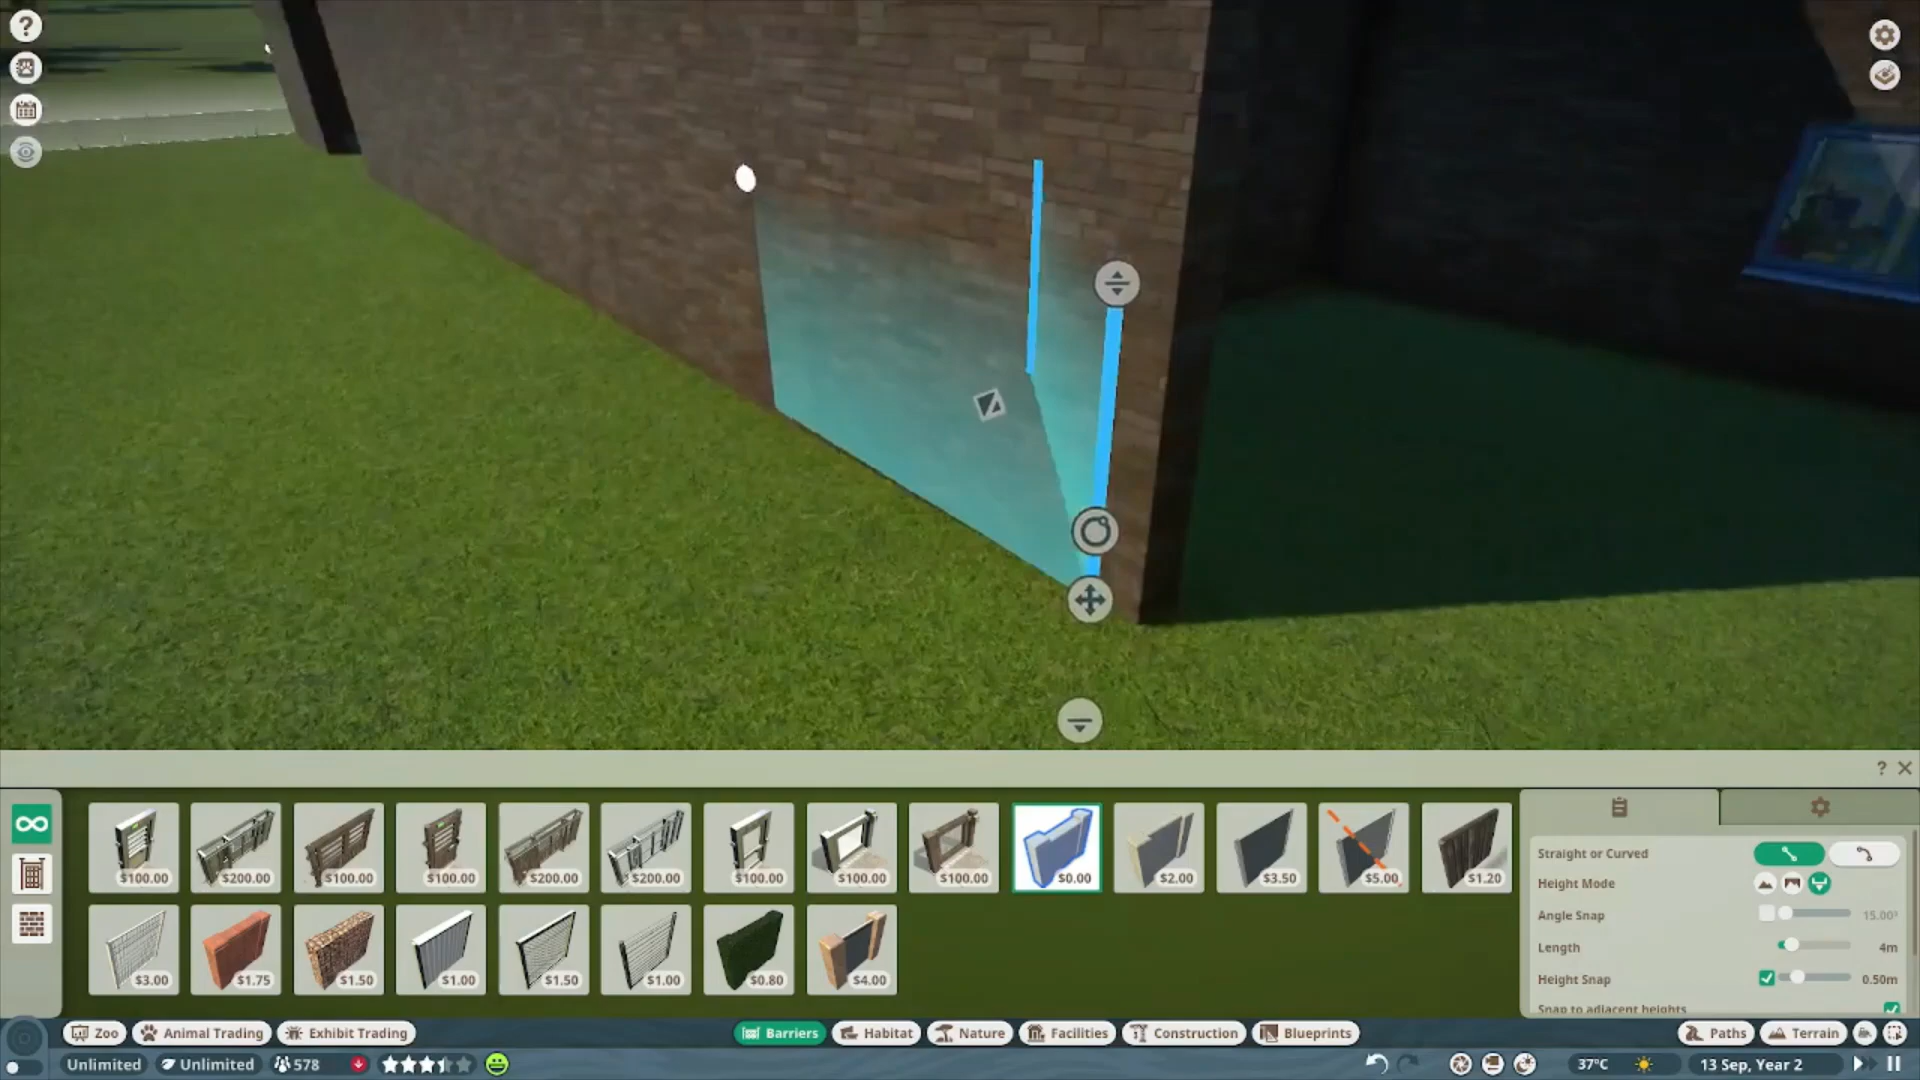 ?
? ✕
$100.00 $200.00 $100.00 $100.00 $200.00 $200.00 $100.00 $100.00 $100.00 $0.00 $2.00 $3.50 $5.00 $1.20
$3.00 $1.75 $1.50 $1.00 $1.50 $1.00 $0.80 $4.00
Straight or Curved
Height Mode
Angle Snap 15.00°
Length 4m
Height Snap 0.50m
Snap to adjacent heights
Zoo Animal Trading Exhibit Trading Barriers Habitat Nature Facilities Construction Blueprints Paths Terrain
Unlimited Unlimited 578 37°C 13 Sep, Year 2